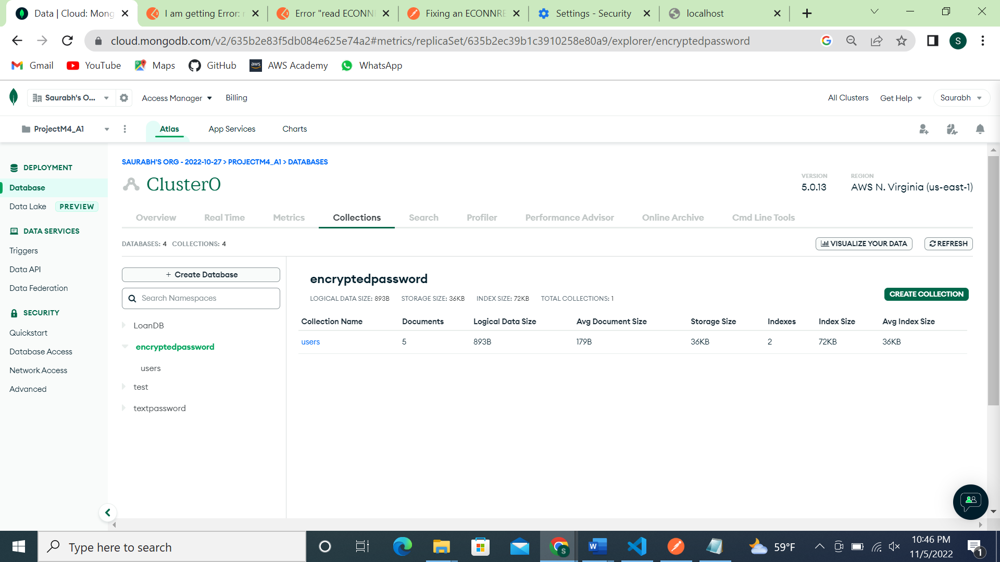 Data | Cloud: Mong
I am getting Error: r
Error "read ECONN
Fixing an ECONNRE
Settings - Security
localhost
cloud.mongodb.com/v2/635b2e83f5db084e625e74a2#metrics/replicaSet/635b2ec39b1c3910258e80a9/explorer/encryptedpassword
S
Gmail YouTube Maps GitHub aws AWS Academy WhatsApp
Saurabh's O... Access Manager Billing All Clusters Get Help Saurabh
ProjectM4_A1 Atlas App Services Charts
DEPLOYMENT
Database
Data Lake PREVIEW
DATA SERVICES
Triggers
Data API
Data Federation
SECURITY
Quickstart
Database Access
Network Access
Advanced
SAURABH'S ORG - 2022-10-27 > PROJECTM4_A1 > DATABASES
Cluster0
VERSION
5.0.13
REGION
AWS N. Virginia (us-east-1)
Overview Real Time Metrics Collections Search Profiler Performance Advisor Online Archive Cmd Line Tools
DATABASES: 4 COLLECTIONS: 4
VISUALIZE YOUR DATA REFRESH
+ Create Database
Search Namespaces
LoanDB
encryptedpassword
users
test
textpassword
encryptedpassword
LOGICAL DATA SIZE: 893B STORAGE SIZE: 36KB INDEX SIZE: 72KB TOTAL COLLECTIONS: 1
CREATE COLLECTION
Collection Name Documents Logical Data Size Avg Document Size Storage Size Indexes Index Size Avg Index Size
users 5 893B 179B 36KB 2 72KB 36KB
Type here to search
S
W
59°F
10:46 PM
11/5/2022
1